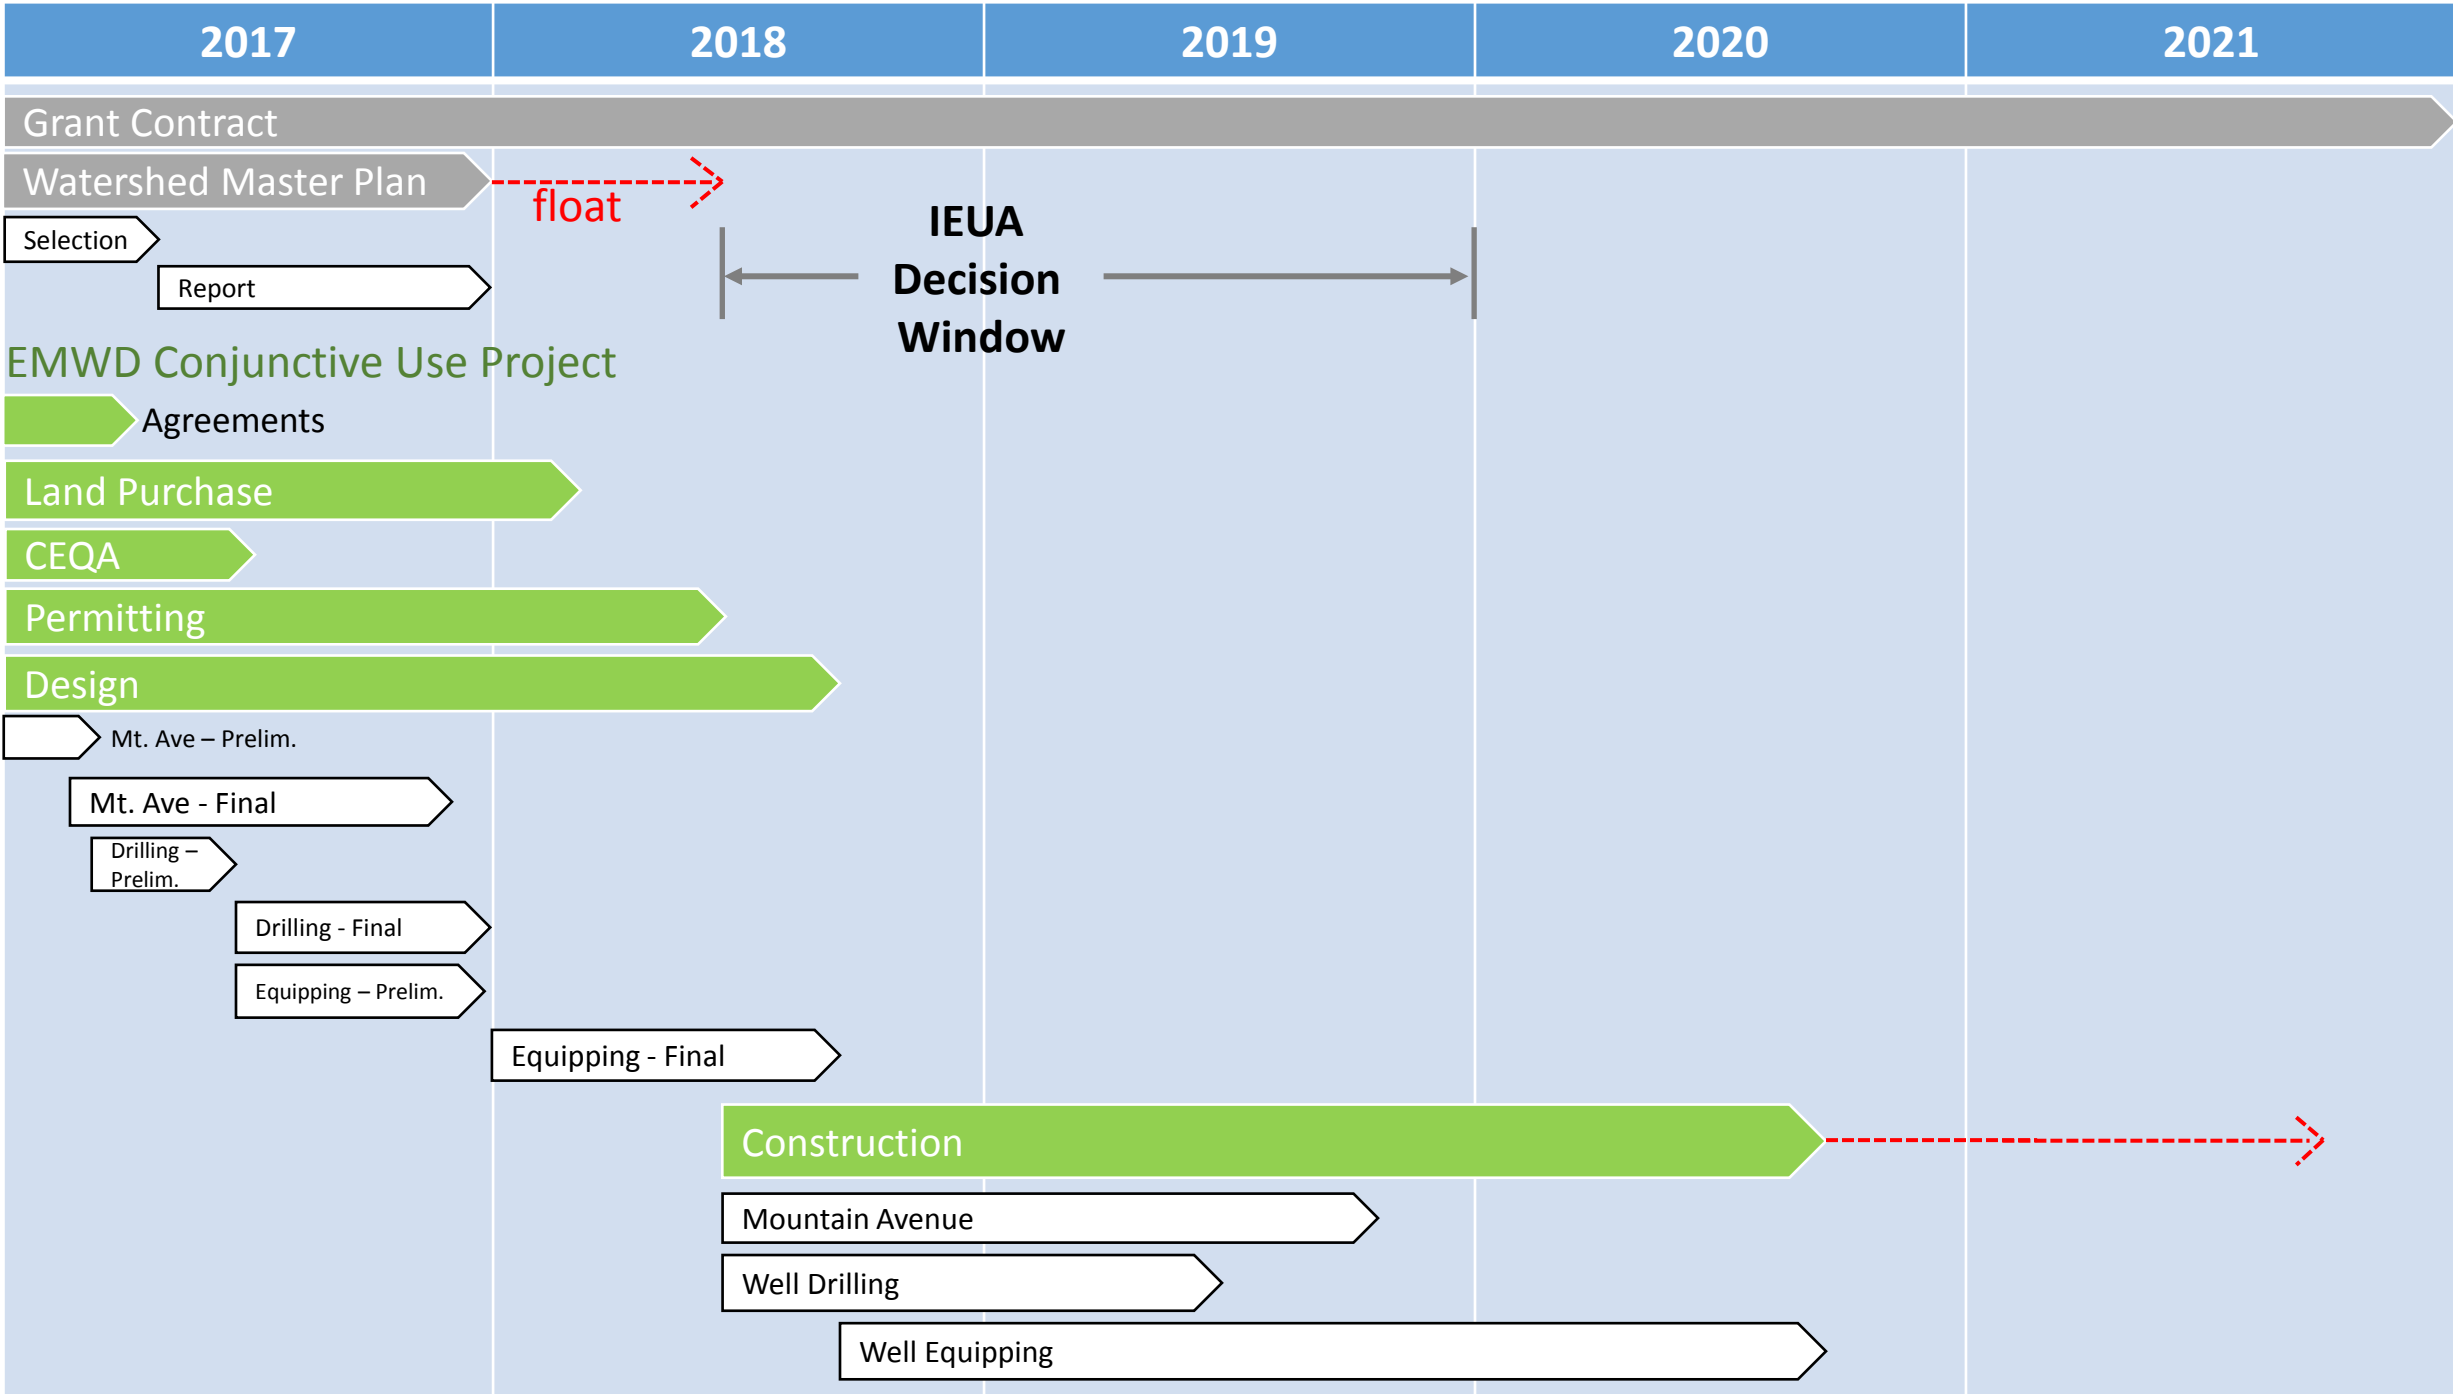 2017 2018 2019 2020 2021
Grant Contract
Watershed Master Plan
float
Selection
Report
IEUA
Decision
Window
EMWD Conjunctive Use Project
Agreements
Land Purchase
CEQA
Permitting
Design
Mt. Ave – Prelim.
Mt. Ave - Final
Drilling –
Prelim.
Drilling - Final
Equipping – Prelim.
Equipping - Final
Construction
Mountain Avenue
Well Drilling
Well Equipping